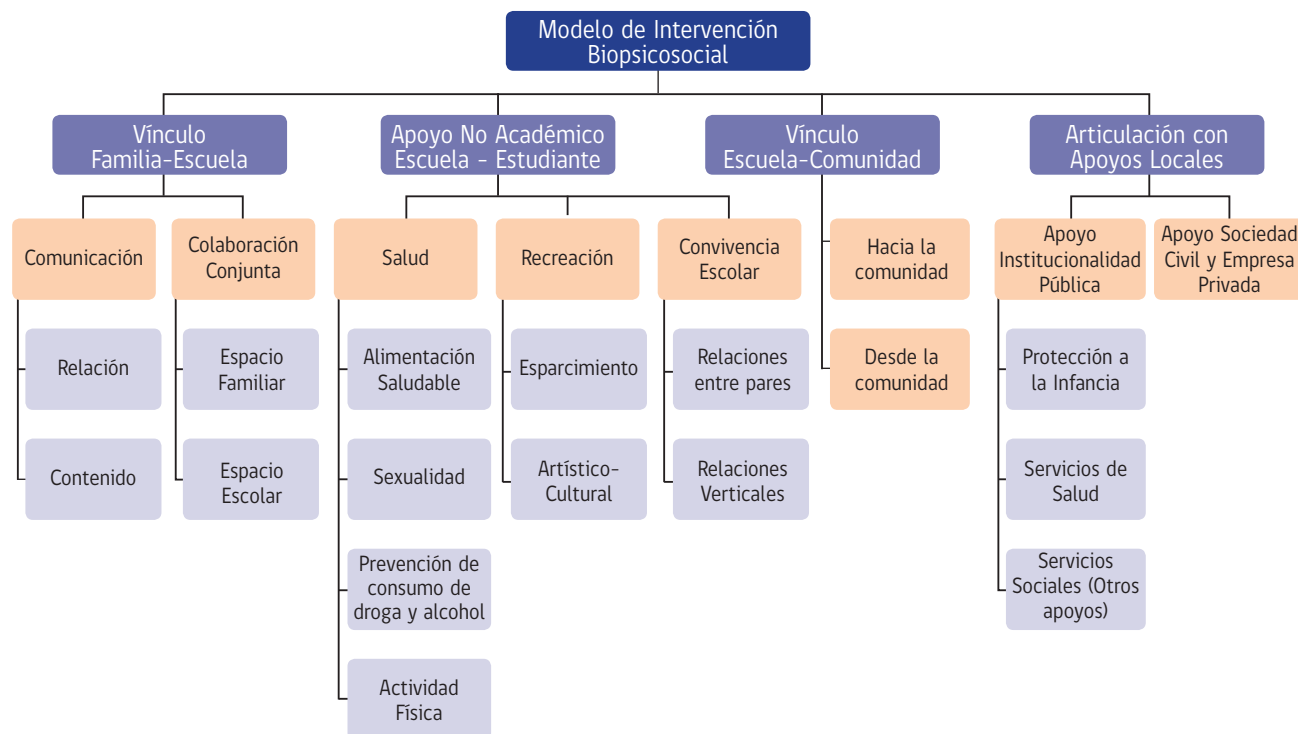 Modelo de Intervención
Biopsicosocial
Vínculo
Familia-Escuela
Apoyo No Académico
Escuela - Estudiante
Vínculo
Escuela-Comunidad
Articulación con
Apoyos Locales
Comunicación
Colaboración
Conjunta
Salud
Recreación
Convivencia
Escolar
Hacia la
comunidad
Apoyo
Institucionalidad
Pública
Apoyo Sociedad
Civil y Empresa
Privada
Relación
Espacio
Familiar
Alimentación
Saludable
Esparcimiento
Relaciones
entre pares
Desde la
comunidad
Protección a
la Infancia
Contenido
Espacio
Escolar
Sexualidad
Artístico-
Cultural
Relaciones
Verticales
Servicios de
Salud
Prevención de
consumo de
droga y alcohol
Servicios
Sociales (Otros
apoyos)
Actividad
Física